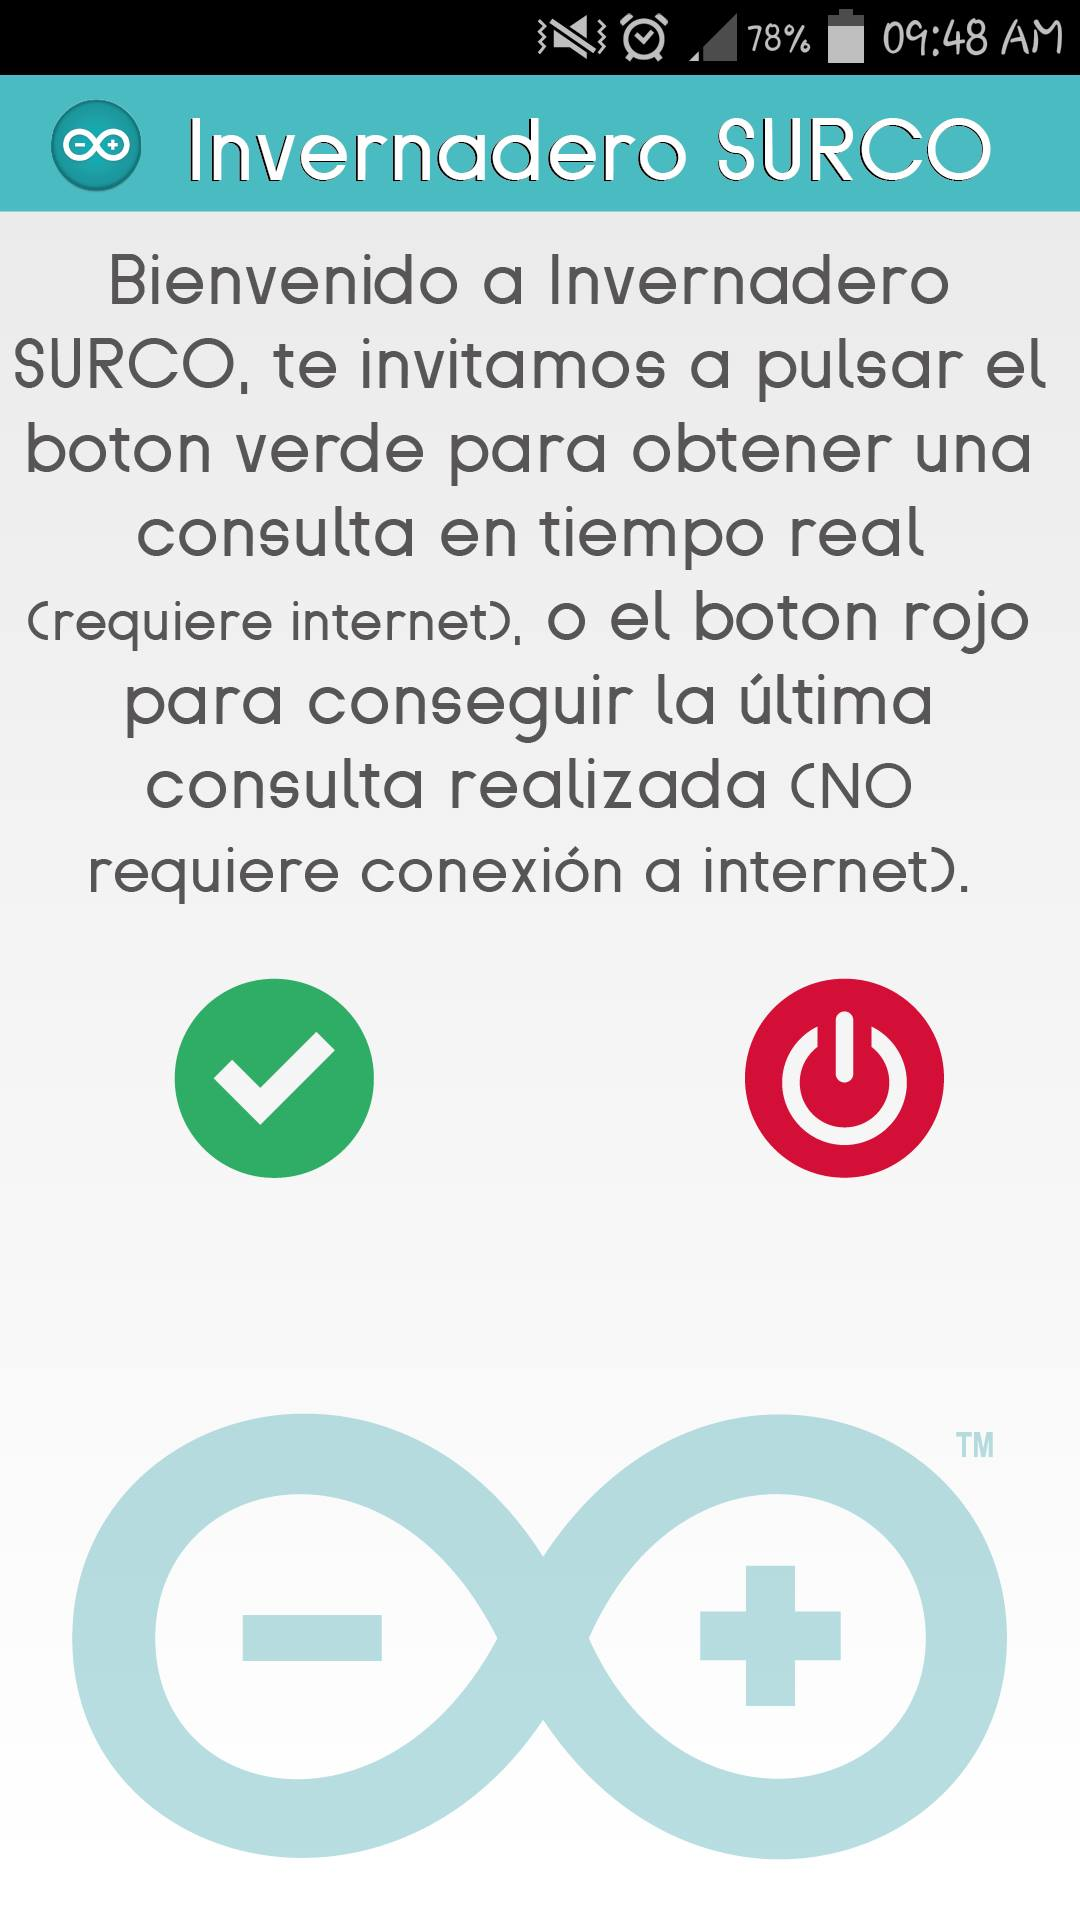 78% 09:48 AM
Invernadero SURCO
Bienvenido a Invernadero
SURCO, te invitamos a pulsar el
boton verde para obtener una
consulta en tiempo real
(requiere internet), o el boton rojo
para conseguir la última
consulta realizada (NO
requiere conexión a internet).
TM